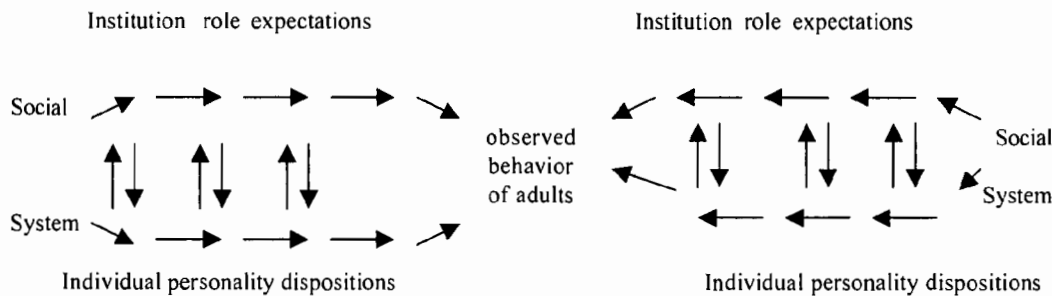 Institution role expectations
Institution role expectations
Social
observed
behavior
of adults
Social
System
System
Individual personality dispositions
Individual personality dispositions